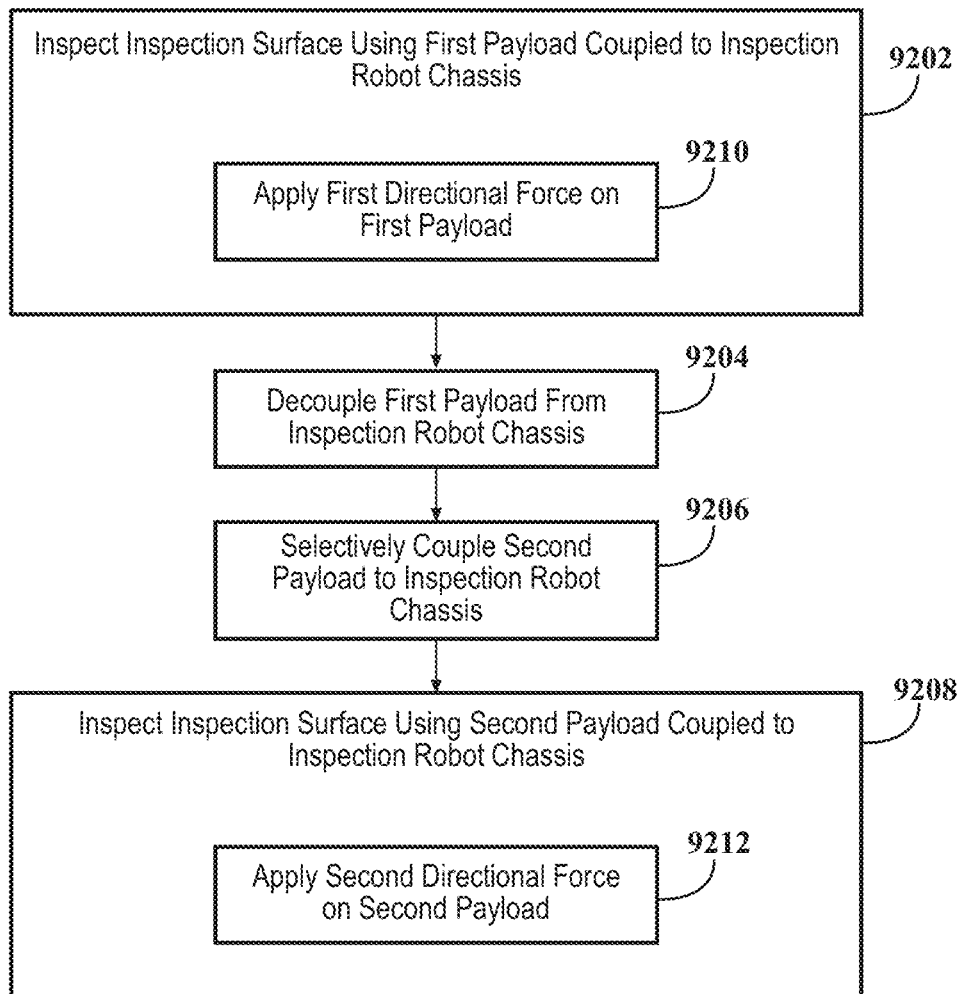 Inspect Inspection Surface Using First Payload Coupled to Inspection
Robot Chassis
9202
9210
Apply First Directional Force on
First Payload
9204
Decouple First Payload From
Inspection Robot Chassis
9206
Selectively Couple Second
Payload to Inspection Robot
Chassis
9208
Inspect Inspection Surface Using Second Payload Coupled to
Inspection Robot Chassis
9212
Apply Second Directional Force
on Second Payload